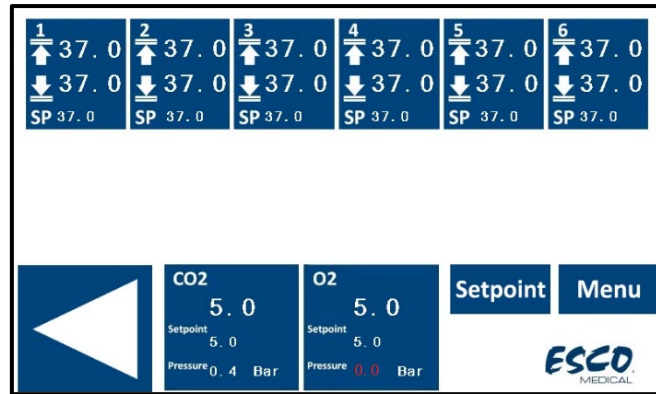 1 2 3 4 5 6
37.0 37.0 37.0 37.0 37.0 37.0
37.0 37.0 37.0 37.0 37.0 37.0
SP 37.0 SP 37.0 SP 37.0 SP 37.0 SP 37.0 SP 37.0
CO2
5.0
Setpoint
5.0
Pressure 0.4 Bar
O2
5.0
Setpoint
5.0
Pressure 0.0 Bar
Setpoint
Menu
ESCO
MEDICAL